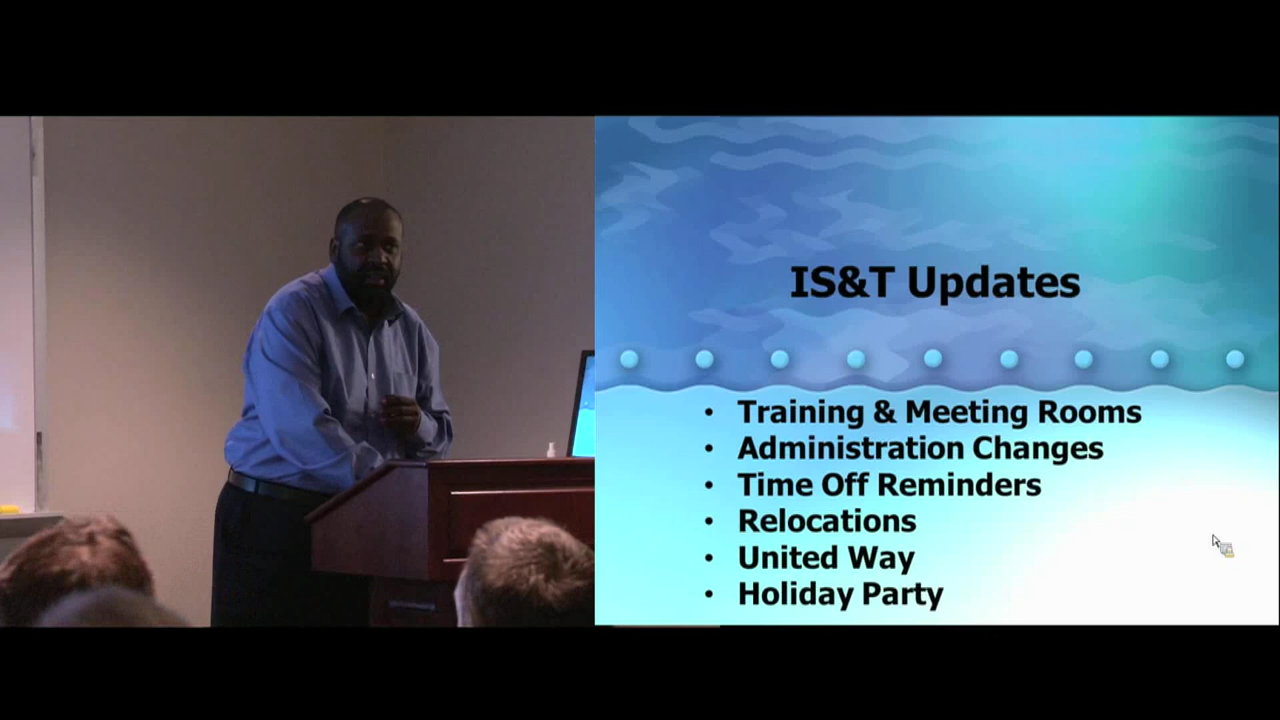 IS&T Updates
• Training & Meeting Rooms
• Administration Changes
• Time Off Reminders
• Relocations
• United Way
• Holiday Party